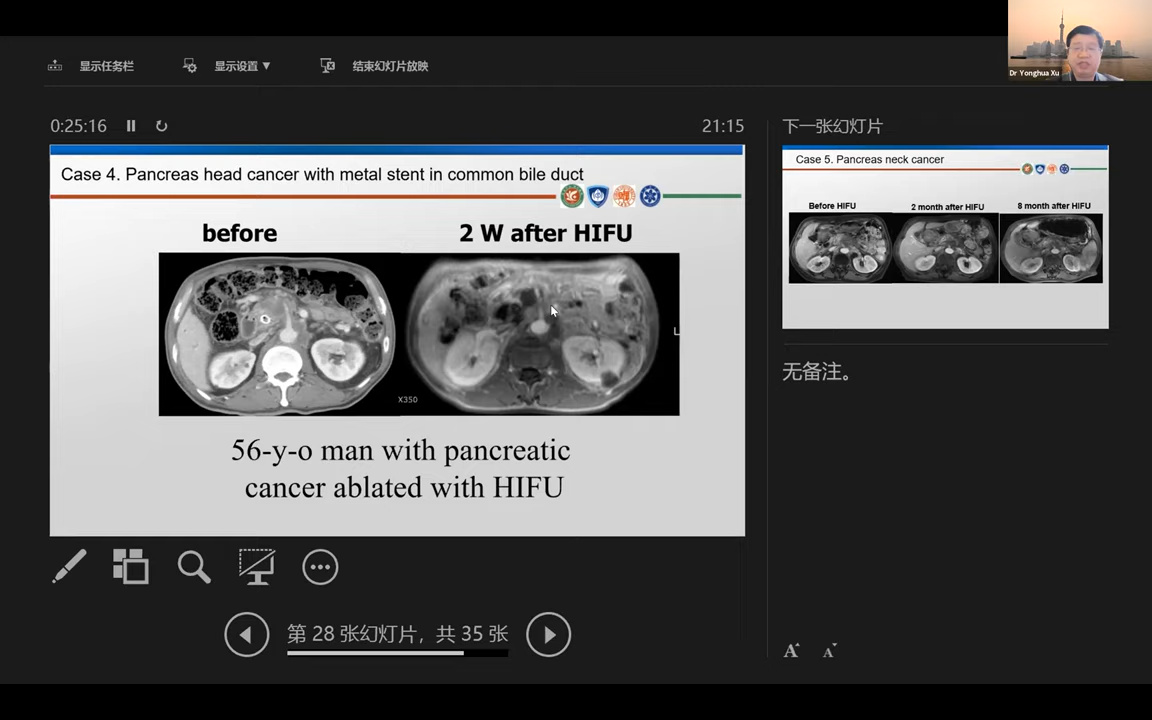 Dr Yonghua Xu
显示任务栏
显示设置 ▼
结束幻灯片放映
0:25:16
21:15
下一张幻灯片
Case 4. Pancreas head cancer with metal stent in common bile duct
before
2 W after HIFU
X350
L
56-y-o man with pancreatic
cancer ablated with HIFU
Case 5. Pancreas neck cancer
Before HIFU
2 month after HIFU
8 month after HIFU
无备注。
第 28 张幻灯片，共 35 张
A
A